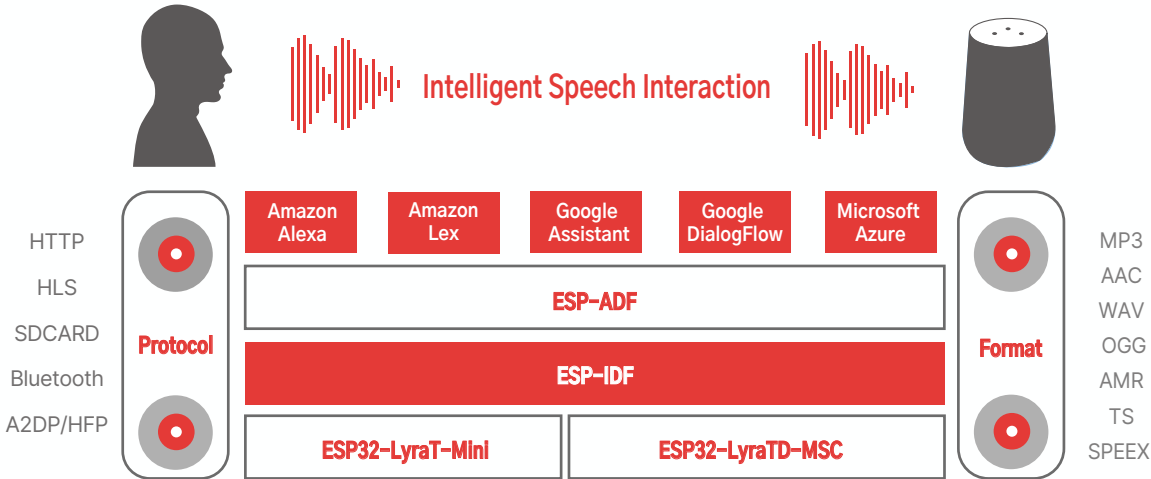 Intelligent Speech Interaction
HTTP
HLS
SDCARD
Bluetooth
A2DP/HFP
Protocol
Amazon
Alexa
Amazon
Lex
Google
Assistant
Google
DialogFlow
Microsoft
Azure
ESP-ADF
ESP-IDF
ESP32-LyraT-Mini
ESP32-LyraTD-MSC
Format
MP3
AAC
WAV
OGG
AMR
TS
SPEEX